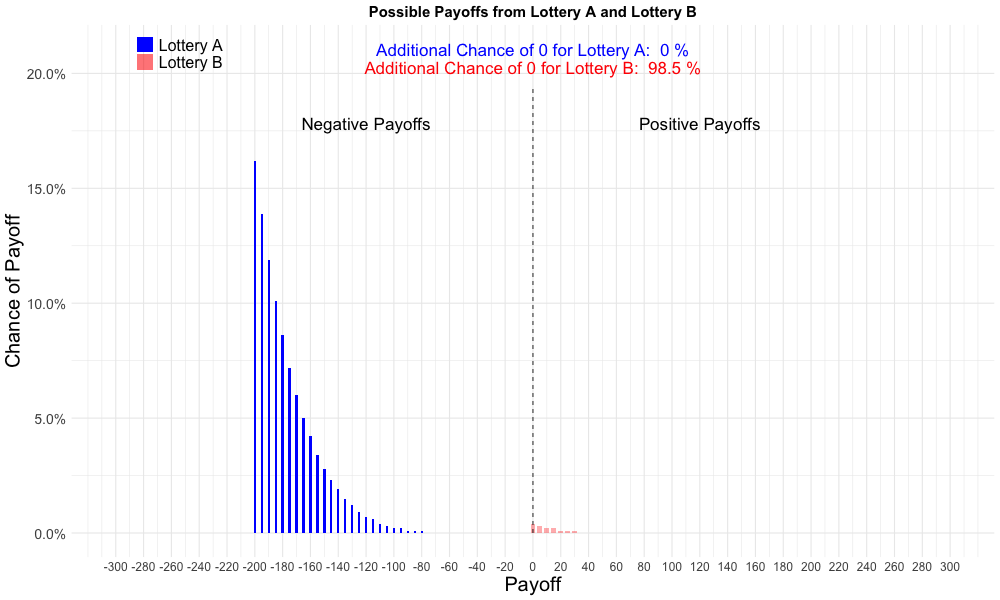 Possible Payoffs from Lottery A and Lottery B
Lottery A
Lottery B
Additional Chance of 0 for Lottery A:  0 %
Additional Chance of 0 for Lottery B:  98.5 %
Negative Payoffs
Positive Payoffs
Chance of Payoff
20.0%
15.0%
10.0%
5.0%
0.0%
-300 -280 -260 -240 -220 -200 -180 -160 -140 -120 -100 -80 -60 -40 -20 0 20 40 60 80 100 120 140 160 180 200 220 240 260 280 300
Payoff